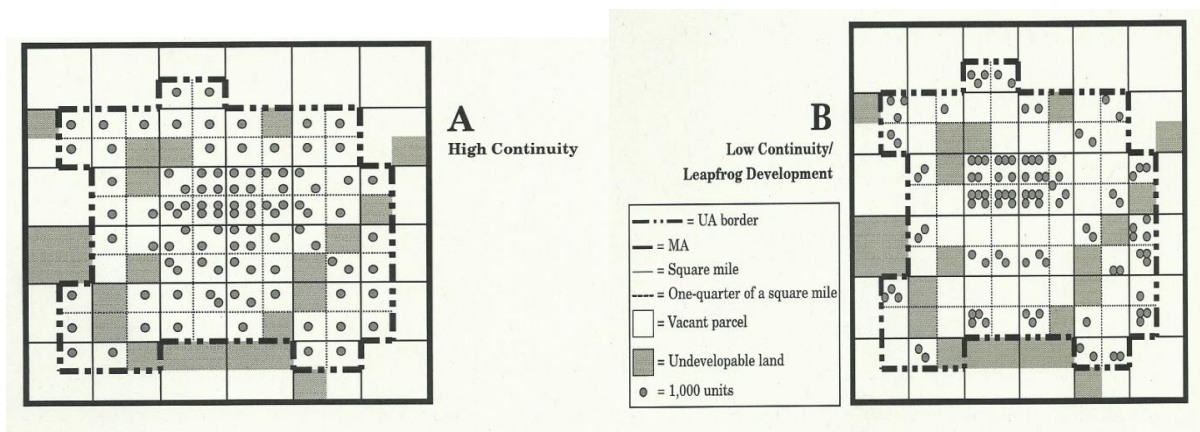 A
High Continuity
B
Low Continuity/
Leapfrog Development
= UA border
= MA
= Square mile
= One-quarter of a square mile
= Vacant parcel
= Undevelopable land
= 1,000 units